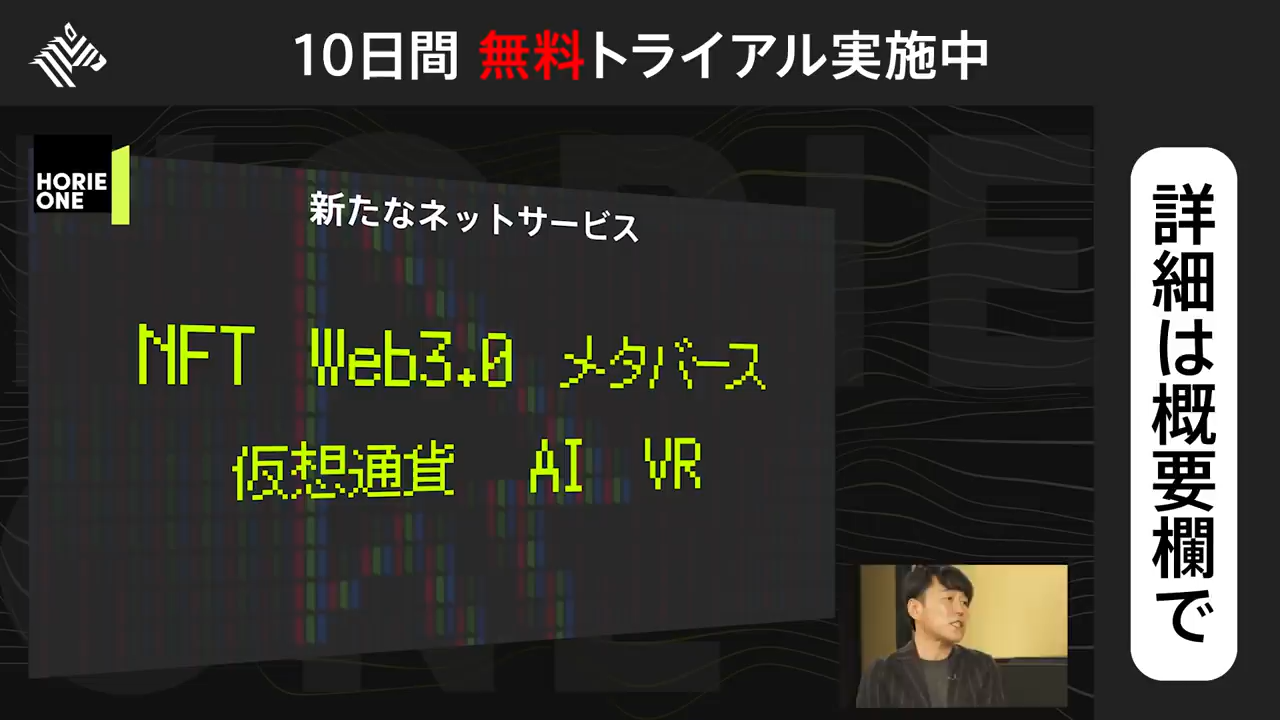 10日間 無料トライアル実施中
HORIE
ONE
新たなネットサービス
NFT Web3.0 メタバース
仮想通貨 AI VR
詳細は概要欄で